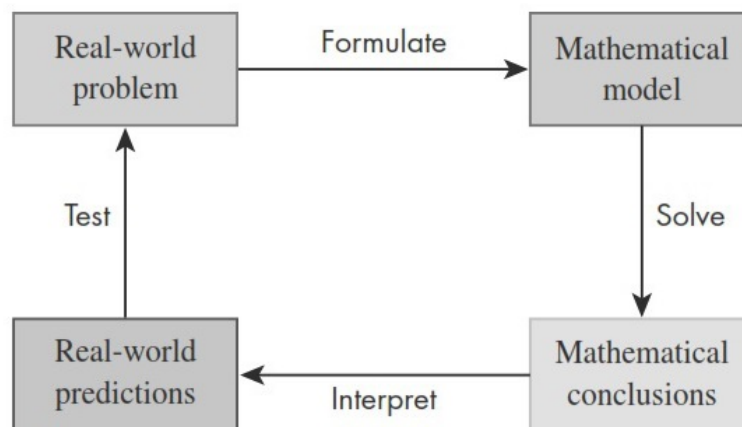 Real-world
problem
Formulate
Mathematical
model
Test
Solve
Real-world
predictions
Interpret
Mathematical
conclusions